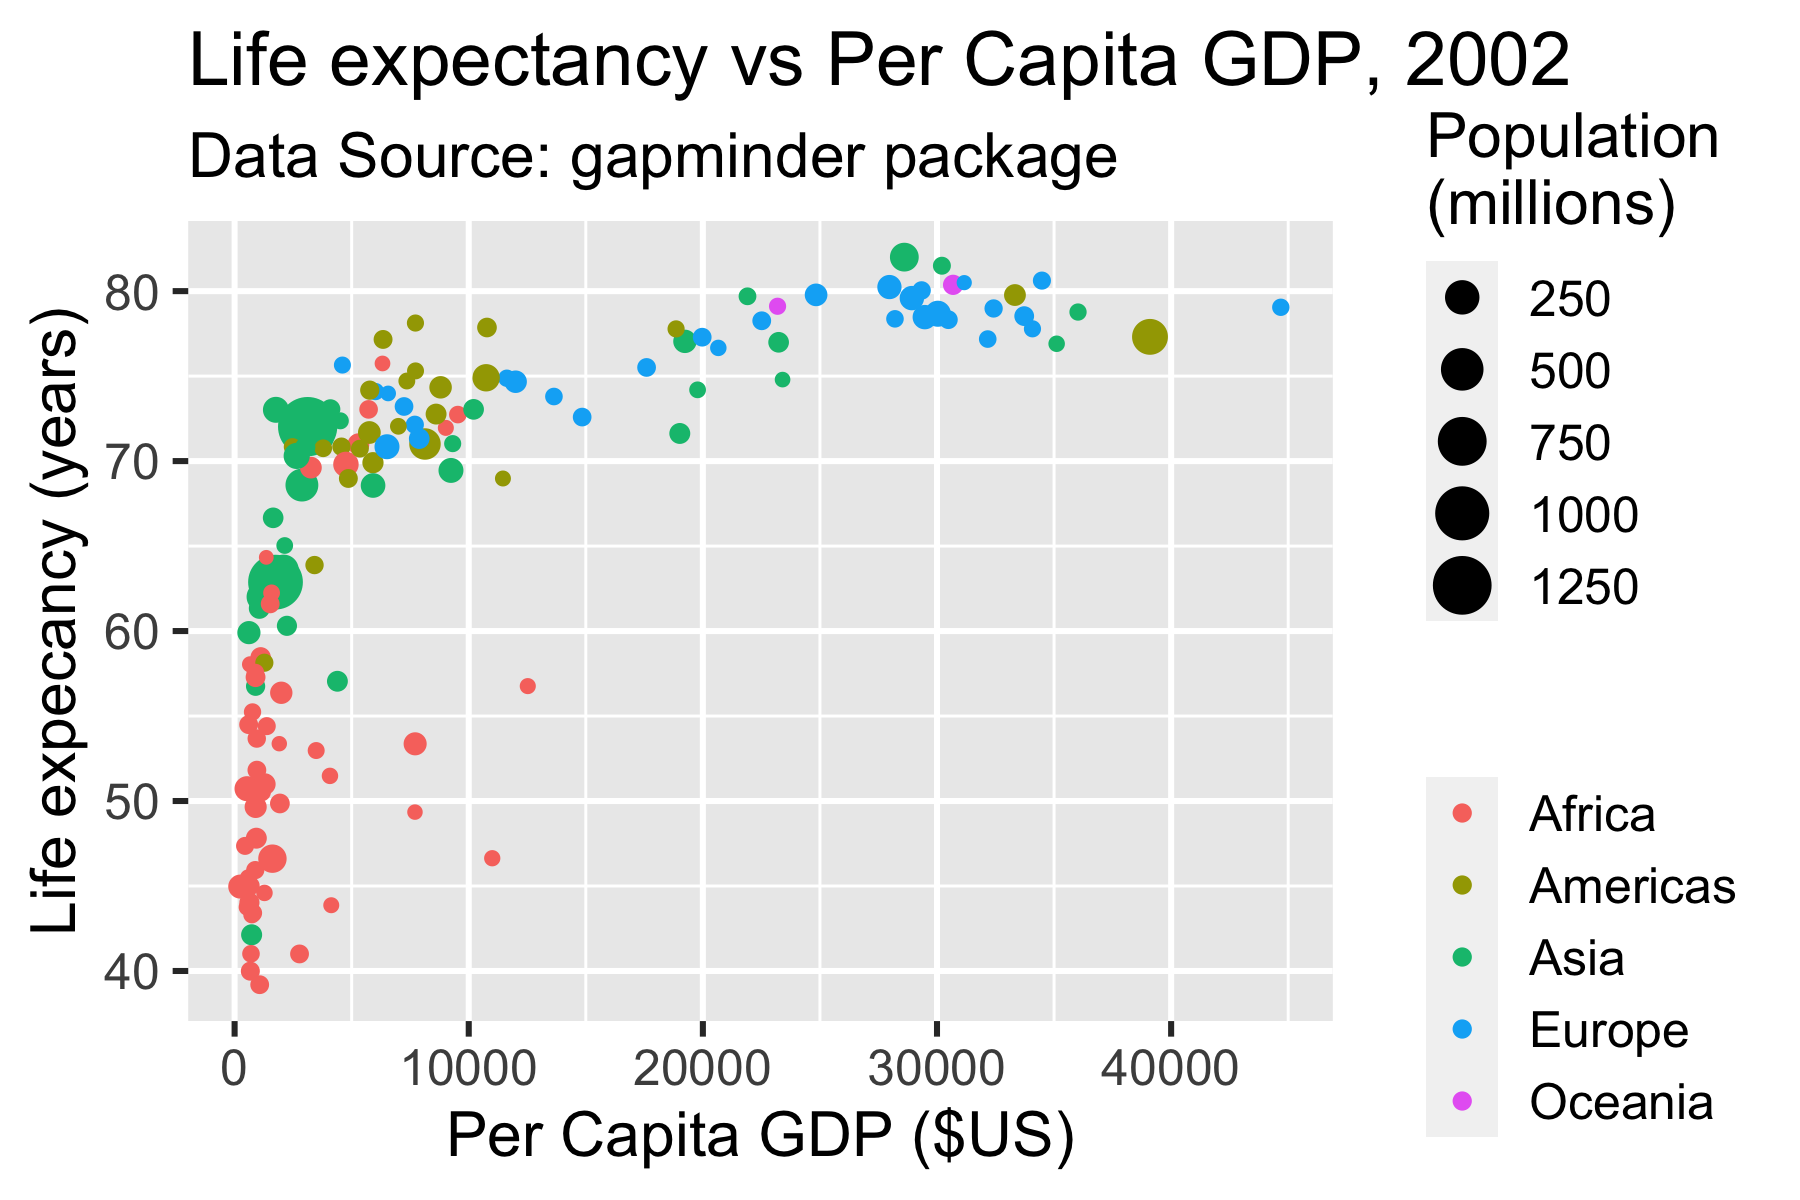 Life expectancy vs Per Capita GDP, 2002
Data Source: gapminder package
Life expecancy (years)
80
70
60
50
40
0 10000 20000 30000 40000
Per Capita GDP ($US)
Population
(millions)
250
500
750
1000
1250
Africa
Americas
Asia
Europe
Oceania